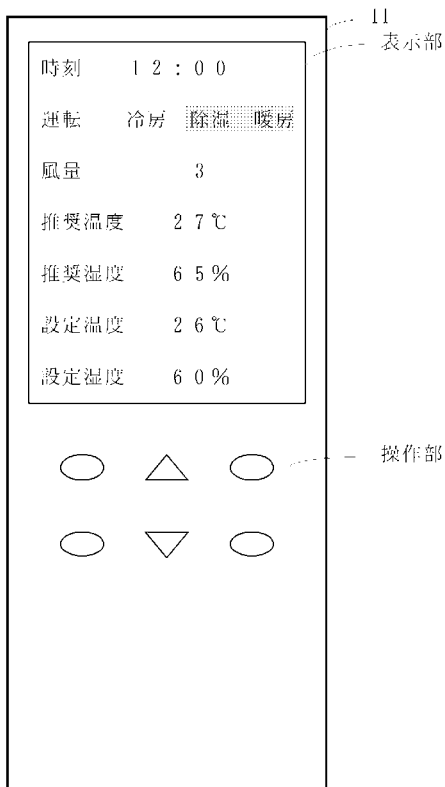 11
表示部
時刻 12:00
運転 冷房 除湿 暖房
風量 3
推奨温度 27℃
推奨湿度 65%
設定温度 26℃
設定湿度 60%
操作部